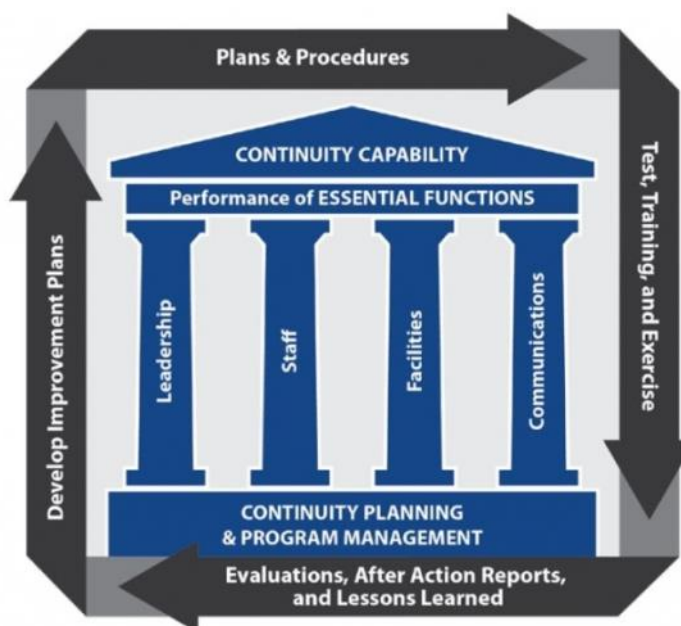 Plans & Procedures
CONTINUITY CAPABILITY
Performance of ESSENTIAL FUNCTIONS
Leadership
Staff
Facilities
Communications
CONTINUITY PLANNING
& PROGRAM MANAGEMENT
Test, Training, and Exercise
Evaluations, After Action Reports,
and Lessons Learned
Develop Improvement Plans